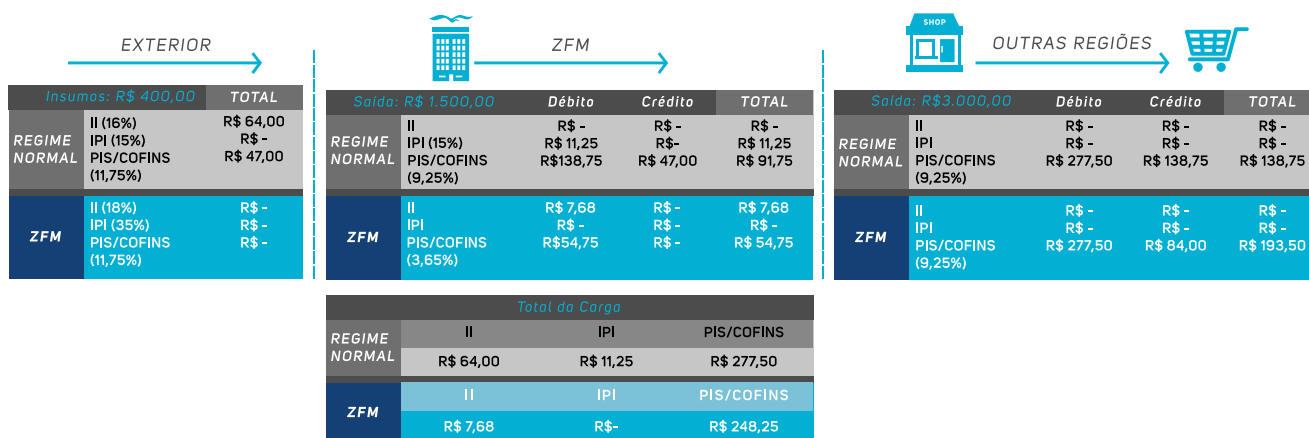 EXTERIOR
Insumos: R$ 400,00 TOTAL
REGIME NORMAL
II (16%) R$ 64,00
IPI (15%) R$ -
PIS/COFINS R$ 47,00
(11,75%)
ZFM
II (18%) R$ -
IPI (35%) R$ -
PIS/COFINS R$ -
(11,75%)
ZFM
Saída: R$ 1.500,00 Débito Crédito TOTAL
REGIME NORMAL
II R$ - R$ - R$ -
IPI (15%) R$ 11,25 R$- R$ 11,25
PIS/COFINS R$138,75 R$ 47,00 R$ 91,75
(9,25%)
ZFM
II R$ 7,68 R$ - R$ 7,68
IPI R$ - R$ - R$ -
PIS/COFINS R$54,75 R$ - R$ 54,75
(3,65%)
SHOP
OUTRAS REGIÕES
Saída: R$3.000,00 Débito Crédito TOTAL
REGIME NORMAL
II R$ - R$ - R$ -
IPI R$ - R$ - R$ -
PIS/COFINS R$ 277,50 R$ 138,75 R$ 138,75
(9,25%)
ZFM
II R$ - R$ - R$ -
IPI R$ - R$ - R$ -
PIS/COFINS R$ 277,50 R$ 84,00 R$ 193,50
(9,25%)
Total da Carga
REGIME NORMAL
II IPI PIS/COFINS
R$ 64,00 R$ 11,25 R$ 277,50
ZFM
II IPI PIS/COFINS
R$ 7,68 R$- R$ 248,25